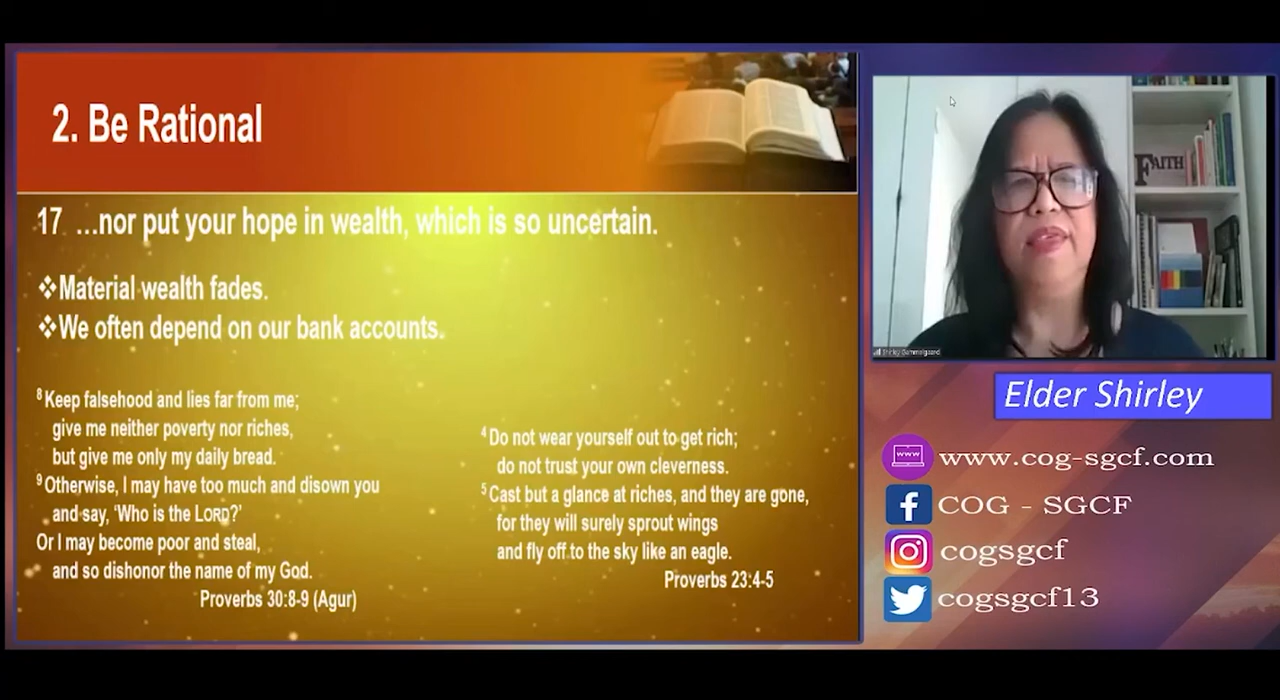 2. Be Rational
17 ...nor put your hope in wealth, which is so uncertain.
❖Material wealth fades.
❖We often depend on our bank accounts.
8 Keep falsehood and lies far from me;
give me neither poverty nor riches,
but give me only my daily bread.
9 Otherwise, I may have too much and disown you
and say, ‘Who is the LORD?’
Or I may become poor and steal,
and so dishonor the name of my God.
Proverbs 30:8-9 (Agur)
4 Do not wear yourself out to get rich;
do not trust your own cleverness.
5 Cast but a glance at riches, and they are gone,
for they will surely sprout wings
and fly off to the sky like an eagle.
Proverbs 23:4-5
FAITH
Shirley Gammelgaard
Elder Shirley
www
www.cog-sgcf.com
COG - SGCF
cogsgcf
cogsgcf13